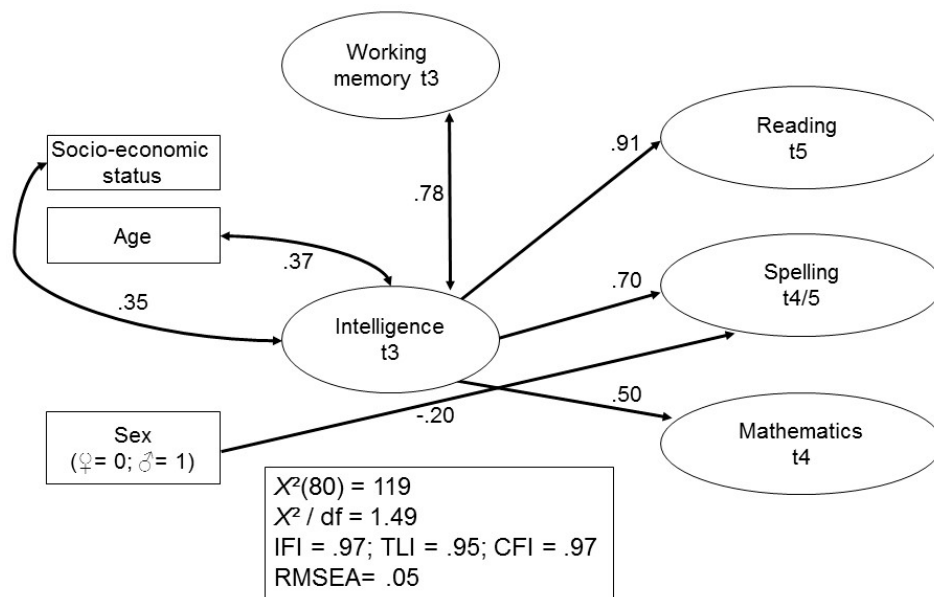 Working
memory t3
Reading
t5
.91
Socio-economic
status
.78
Age
.37
Spelling
t4/5
.70
.35
Intelligence
t3
.50
-.20
Sex
(♀= 0; ♂= 1)
Mathematics
t4
X²(80) = 119
X² / df = 1.49
IFI = .97; TLI = .95; CFI = .97
RMSEA= .05